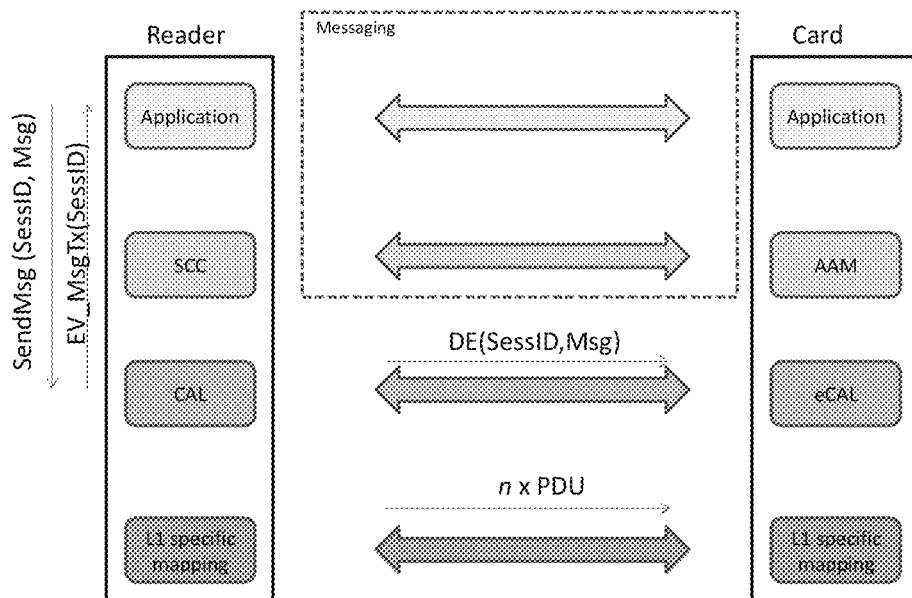 Reader
Messaging
Card
Application
Application
SendMsg (SessID, Msg)
EV_MsgTx(SessID)
SCC
AAM
DE(SessID,Msg)
CAL
eCAL
n x PDU
L1 specific
mapping
L1 specific
mapping